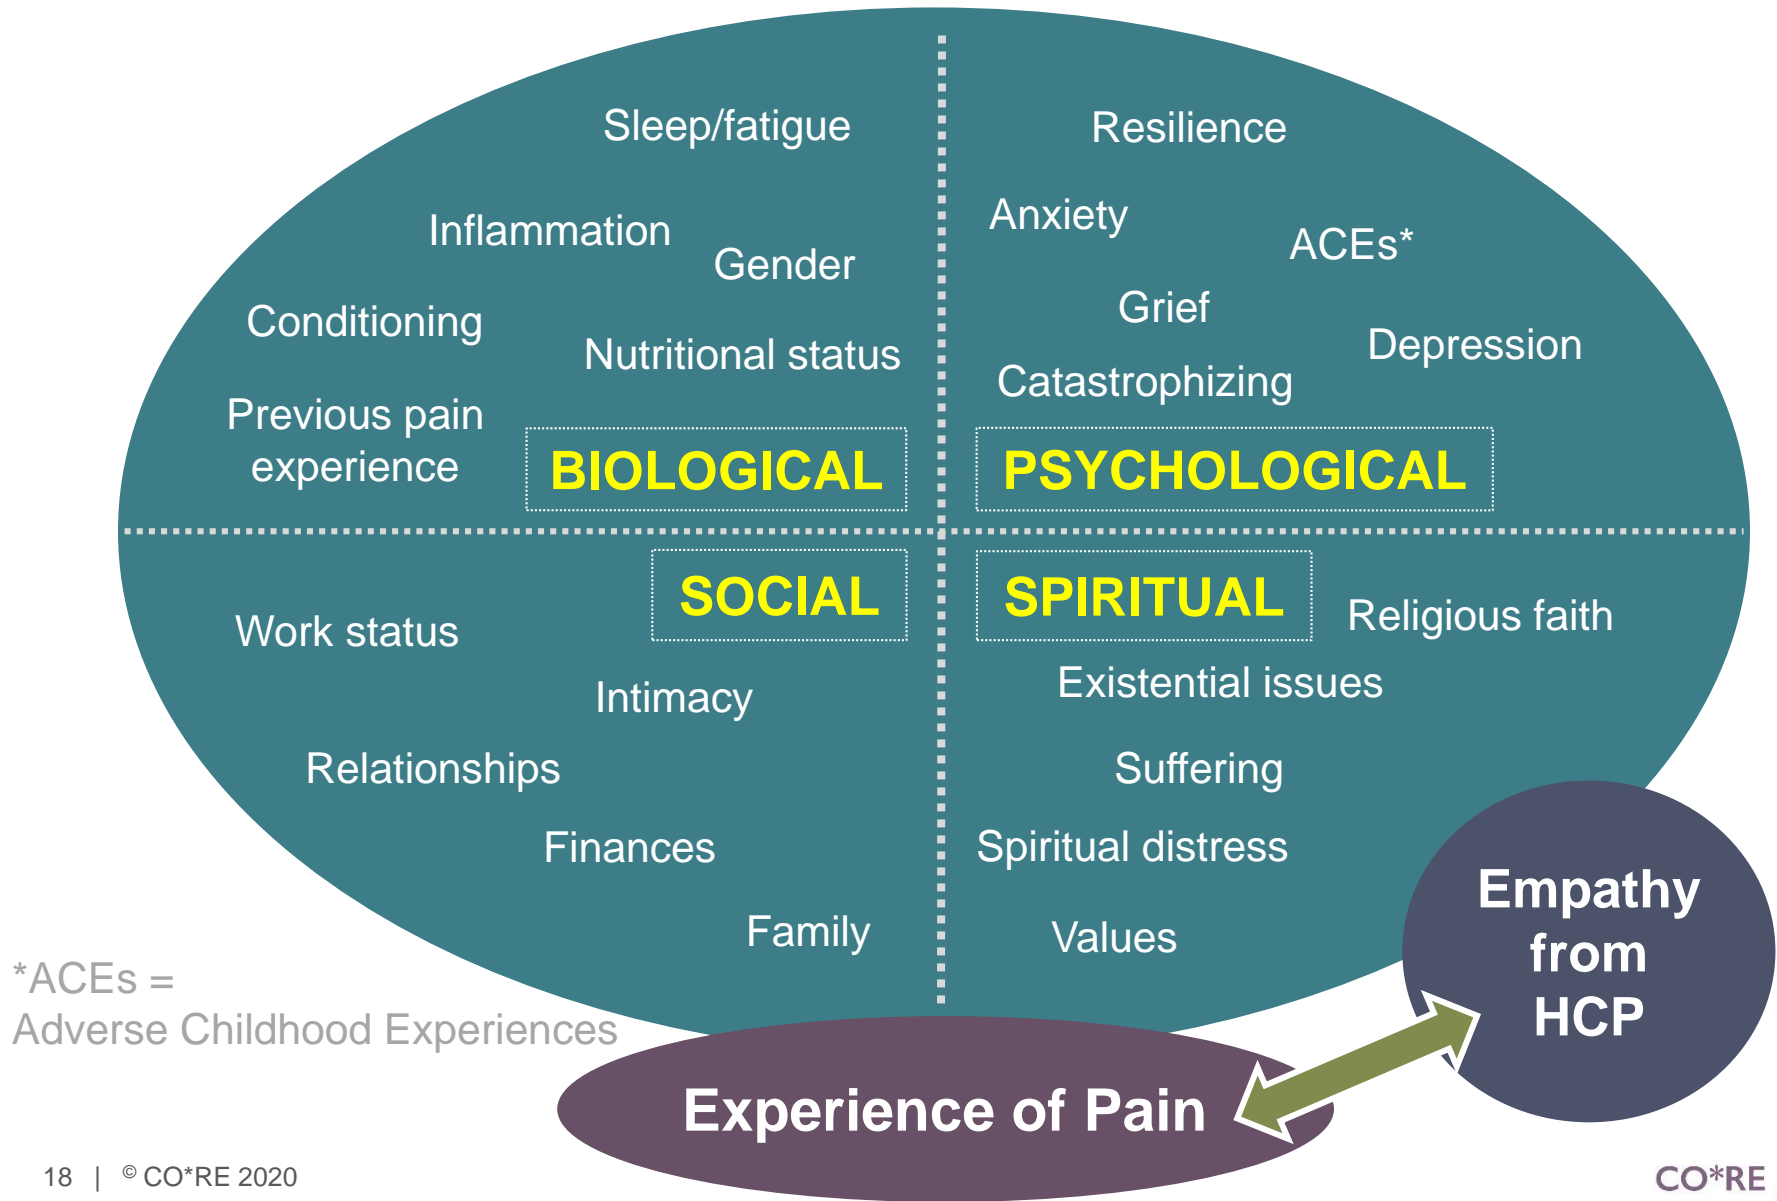 Sleep/fatigue
Inflammation
Gender
Conditioning
Nutritional status
Previous pain
experience
BIOLOGICAL
Resilience
Anxiety
ACEs*
Grief
Depression
Catastrophizing
PSYCHOLOGICAL
SOCIAL
Work status
Intimacy
Relationships
Finances
Family
SPIRITUAL
Religious faith
Existential issues
Suffering
Spiritual distress
Values
Empathy
from
HCP
*ACEs =
Adverse Childhood Experiences
Experience of Pain
18 | © CO*RE 2020
CO*RE